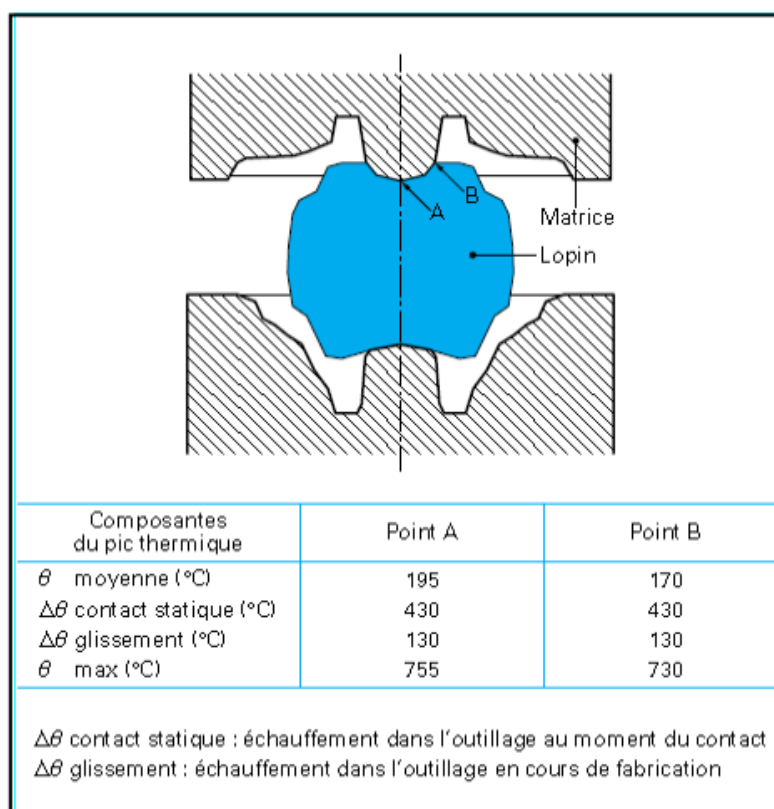 A
B
Matrice
Lopin
Composantes
du pic thermique
Point A
Point B
θ moyenne (°C) 195 170
Δθ contact statique (°C) 430 430
Δθ glissement (°C) 130 130
θ max (°C) 755 730
Δθ contact statique : échauffement dans l'outillage au moment du contact
Δθ glissement : échauffement dans l'outillage en cours de fabrication